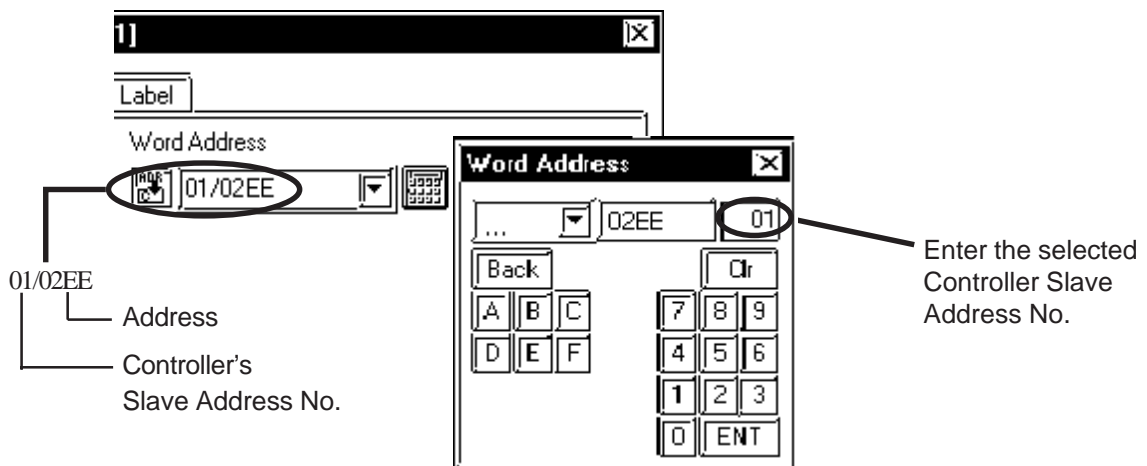 1]
Label
Word Address
01/02EE
Word Address
... 02EE 01
Back Clr
A B C 7 8 9
D E F 4 5 6
1 2 3
0 ENT
Enter the selected
Controller Slave
Address No.
01/02EE
Address
Controller's
Slave Address No.